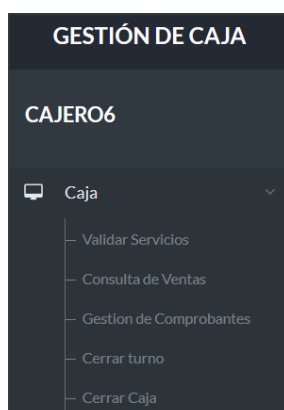 GESTIÓN DE CAJA
CAJERO6
Caja
Validar Servicios
Consulta de Ventas
Gestion de Comprobantes
Cerrar turno
Cerrar Caja